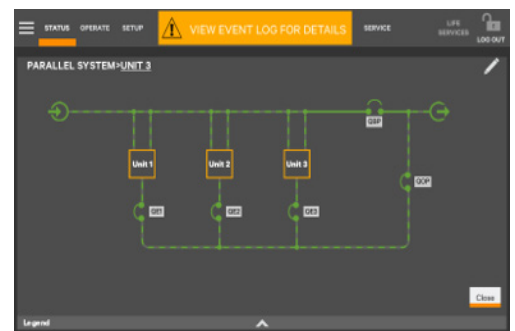 STATUS OPERATE SETUP VIEW EVENT LOG FOR DETAILS SERVICE LIFE
SERVICES LOG OUT
PARALLEL SYSTEM>UNIT 3
QBP
Unit 1 Unit 2 Unit 3
QOP
QE1 QE2 QE3
Close
Legend